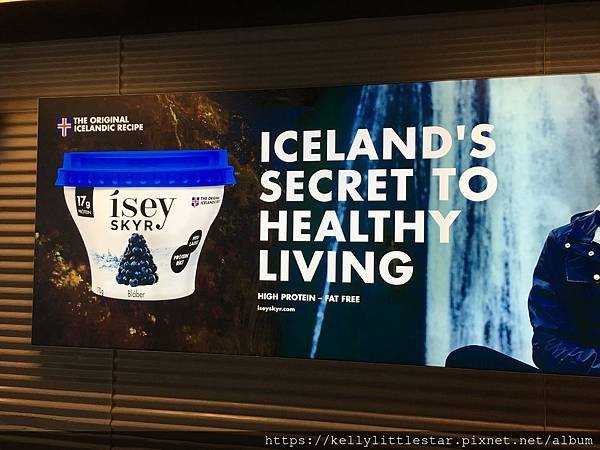 THE ORIGINAL
ICELANDIC RECIPE
17g
PROTEIN
ísey
SKYR
THE ORIGINAL
PROTEIN
RICH
Bláber
ICELAND'S
SECRET TO
HEALTHY
LIVING
HIGH PROTEIN – FAT FREE
iseyskyr.com
https://kellylittlestar.pixnet.net/album